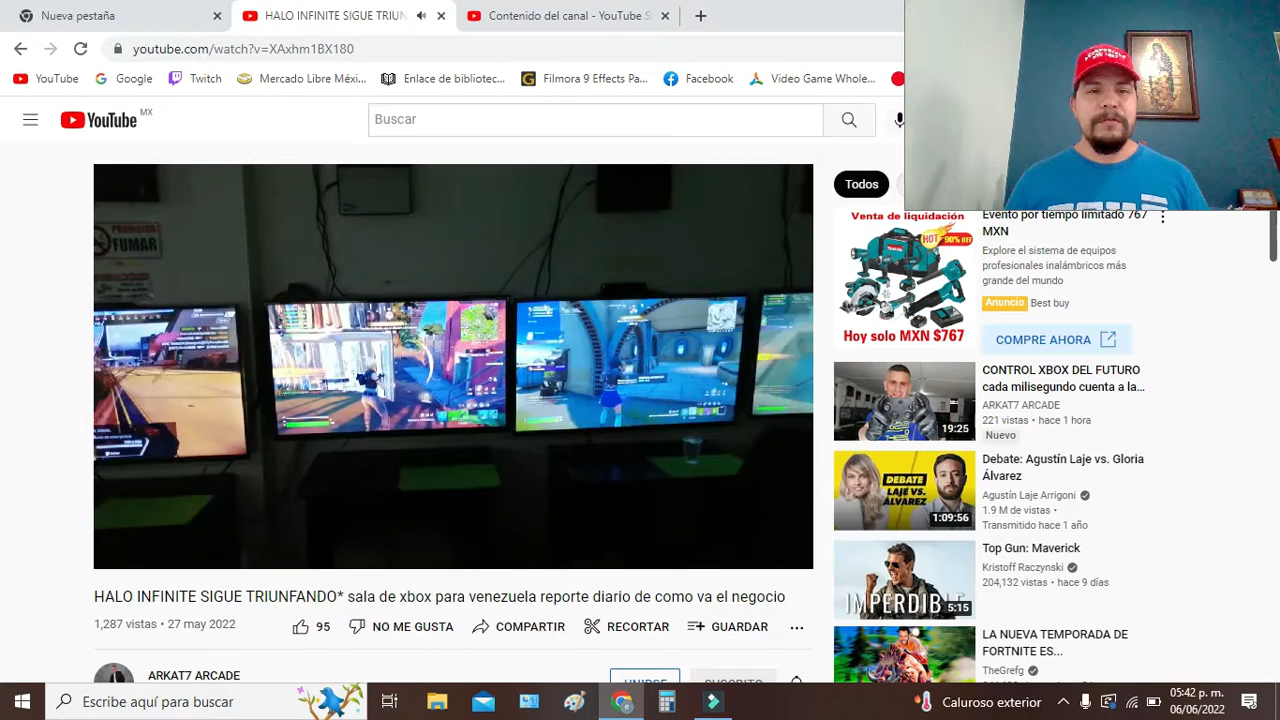 Nueva pestaña
HALO INFINITE SIGUE TRIUN
Contenido del canal - YouTube S
youtube.com/watch?v=XAxhm1BX180
YouTube
Google
Twitch
Mercado Libre Méxi...
Enlace de bibliotec...
Filmora 9 Effects Pa...
Facebook
Video Game Whole...
YouTube MX
Buscar
FUMAR
Todos
Venta de liquidación
HOT 90% OFF
Hoy solo MXN $767
Evento por tiempo limitado 767
MXN
Explore el sistema de equipos
profesionales inalámbricos más
grande del mundo
Anuncio Best buy
COMPRE AHORA
CONTROL XBOX DEL FUTURO
cada milisegundo cuenta a la...
ARKAT7 ARCADE
221 vistas • hace 1 hora
Nuevo
19:25
Debate: Agustín Laje vs. Gloria
Álvarez
Agustín Laje Arrigoni
1.9 M de vistas •
Transmitido hace 1 año
DEBATE
LAJE VS.
ÁLVAREZ
1:09:56
Top Gun: Maverick
Kristoff Raczynski
204,132 vistas • hace 9 días
IMPERDIBLE
5:15
LA NUEVA TEMPORADA DE
FORTNITE ES...
TheGrefg
HALO INFINITE SIGUE TRIUNFANDO* sala de xbox para venezuela reporte diario de como va el negocio
1,287 vistas • 27 may 2022
95
NO ME GUSTA
COMPARTIR
RECORTAR
GUARDAR
ARKAT7 ARCADE
UNIRSE
SUSCRITO
Escribe aquí para buscar
Caluroso exterior
05:42 p. m.
06/06/2022